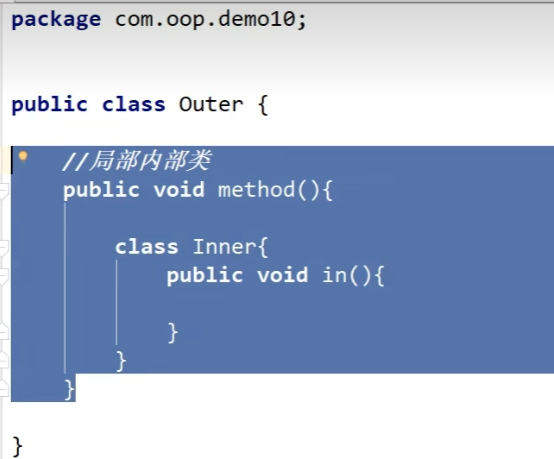 package com.oop.demo10;
public class Outer {
//局部内部类
public void method(){
class Inner{
public void in(){
}
}
}
}